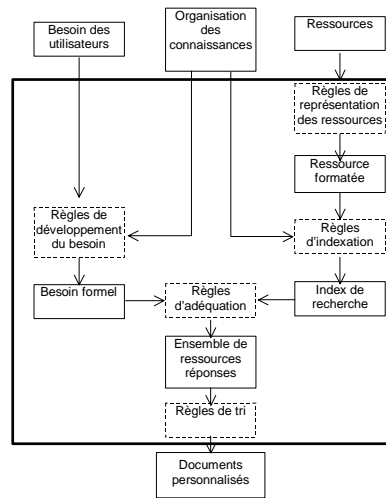 Besoin des
utilisateurs
Organisation
des
connaissances
Ressources
Règles de
représentation
des ressources
Ressource
formatée
Règles de
développement
du besoin
Règles
d'indexation
Besoin formel
Règles
d'adéquation
Index de
recherche
Ensemble de
ressources
réponses
Règles de tri
Documents
personnalisés